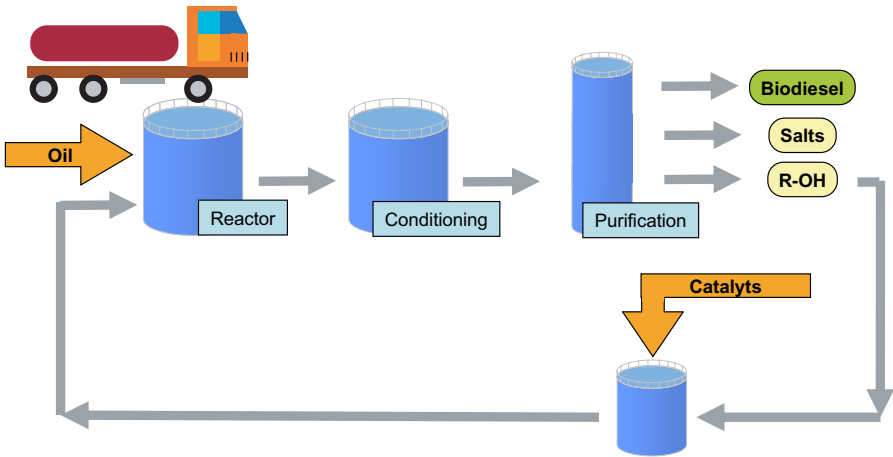 Biodiesel
Oil
Salts
R-OH
Reactor
Conditioning
Purification
Catalyts